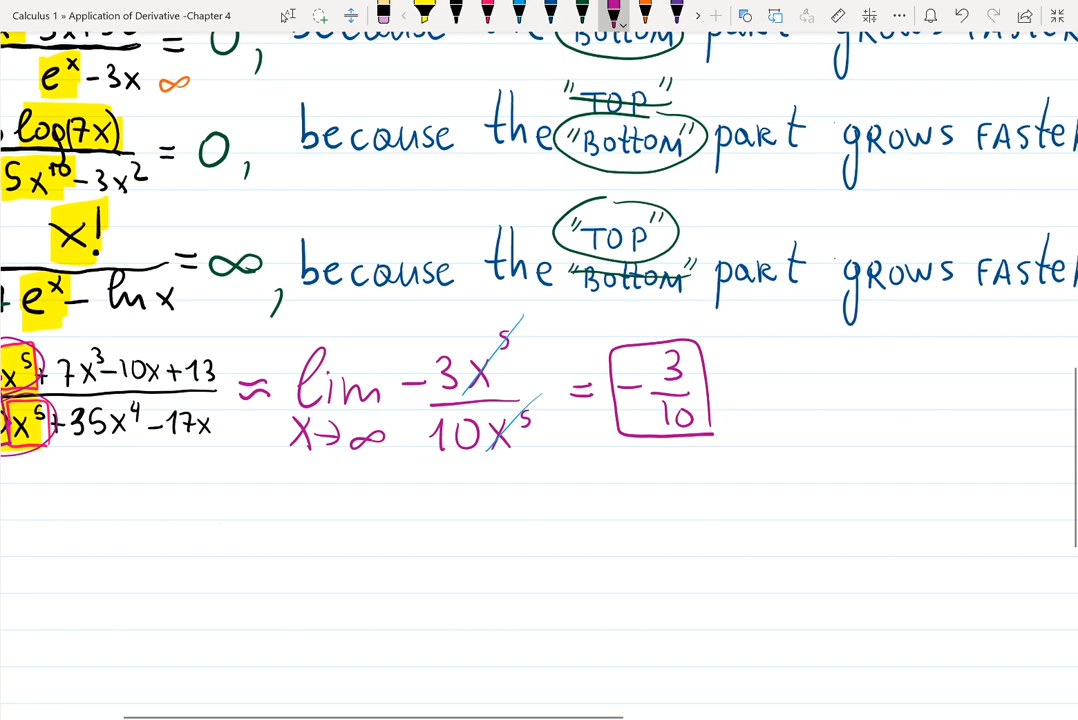 Calculus 1 » Application of Derivative -Chapter 4
e^x - 3x ∞ = 0, because the "Bottom" part GROWS FASTER
"TOP"
log(7x) / 5x^10 - 3x^2 = 0, because the "Bottom" part GROWS FASTE
"TOP"
x! / e^x - ln x = ∞, because the "Bottom" part GROWS FASTE
x^5 + 7x^3 - 10x + 13 / x^5 + 35x^4 - 17x ≈ lim x→∞ -3x^5 / 10x^5 = - 3/10